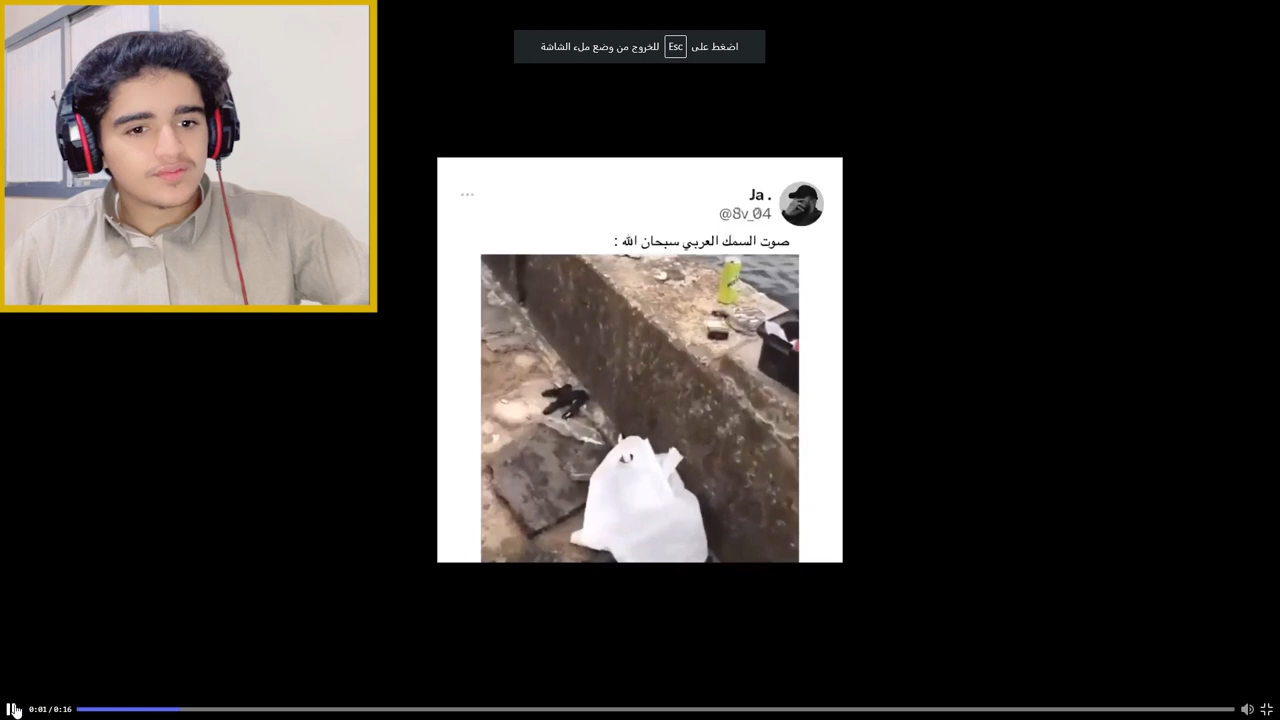 اضغط على Esc للخروج من وضع ملء الشاشة
Ja .
@8v_04
صوت السمك العربي سبحان الله :
0:01 / 0:16